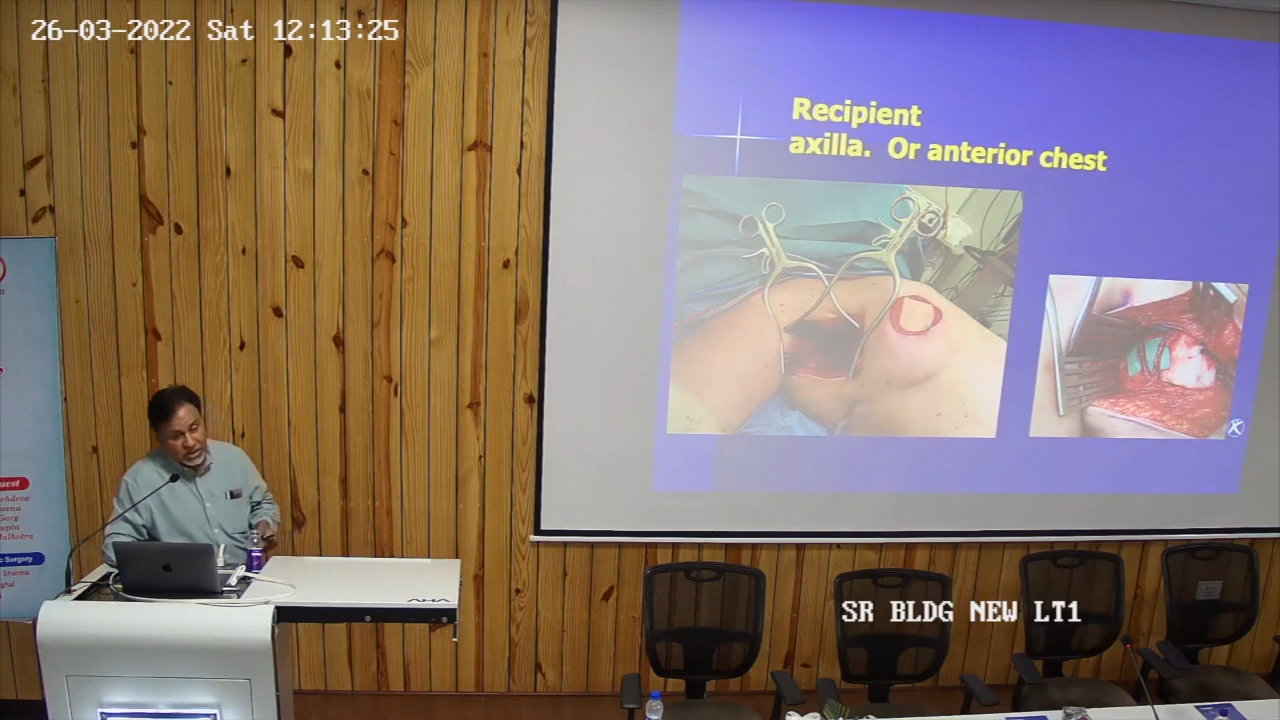 26-03-2022 Sat 12:13:25
Recipient
axilla. Or anterior chest
SR BLDG NEW LT1